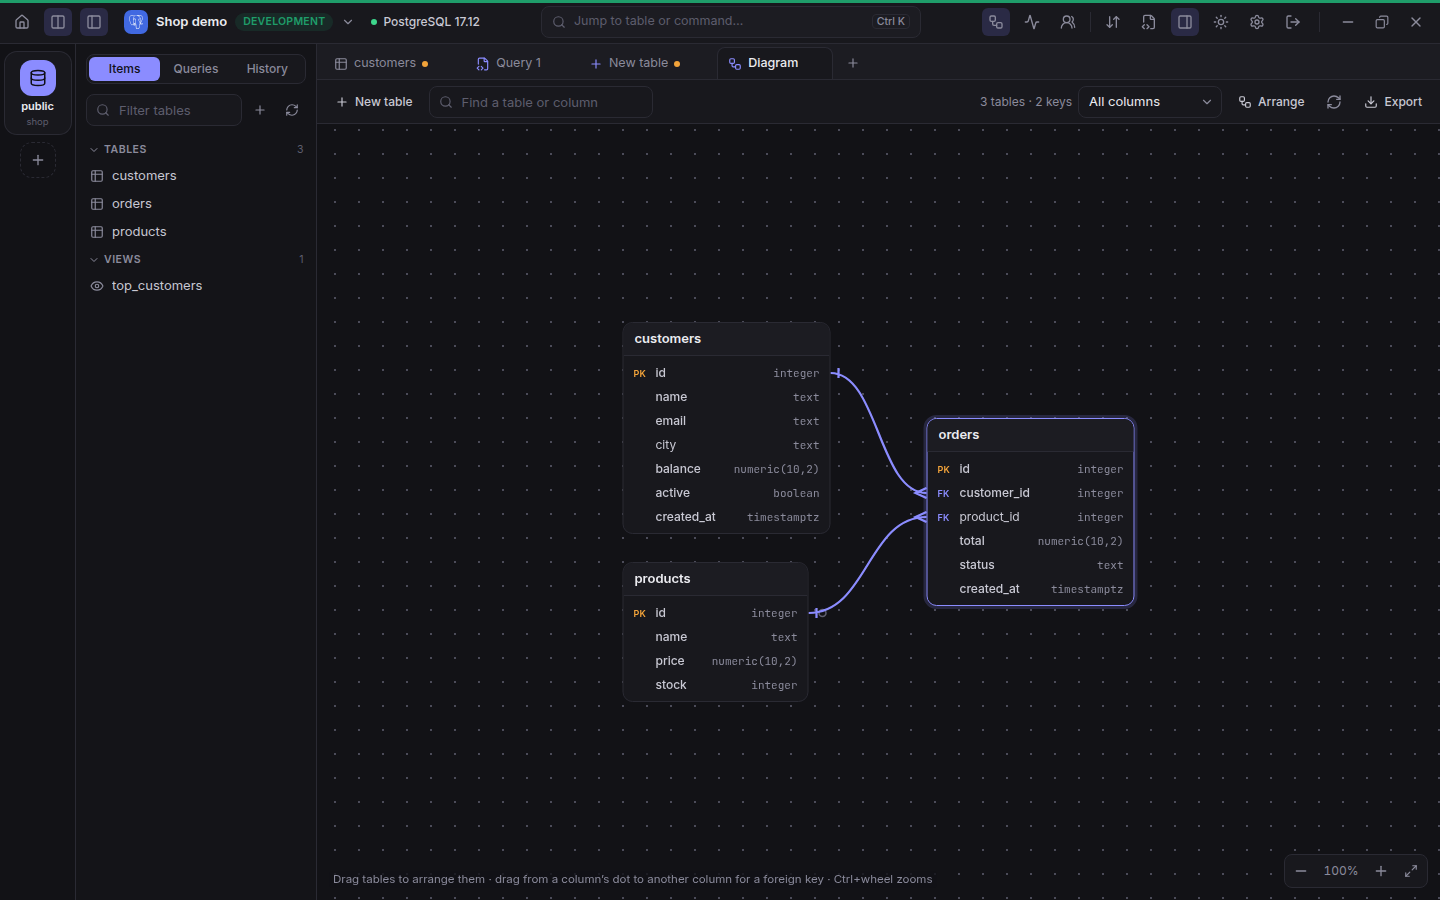 Shop demo
DEVELOPMENT
PostgreSQL 17.12
Jump to table or command...
Ctrl K
public
shop
Items
Queries
History
Filter tables
TABLES 3
customers
orders
products
VIEWS 1
top_customers
customers
Query 1
New table
Diagram
New table
Find a table or column
3 tables · 2 keys
All columns
Arrange
Export
customers
PK id integer
name text
email text
city text
balance numeric(10,2)
active boolean
created_at timestamptz
orders
PK id integer
FK customer_id integer
FK product_id integer
total numeric(10,2)
status text
created_at timestamptz
products
PK id integer
name text
price numeric(10,2)
stock integer
Drag tables to arrange them · drag from a column's dot to another column for a foreign key · Ctrl+wheel zooms
100%